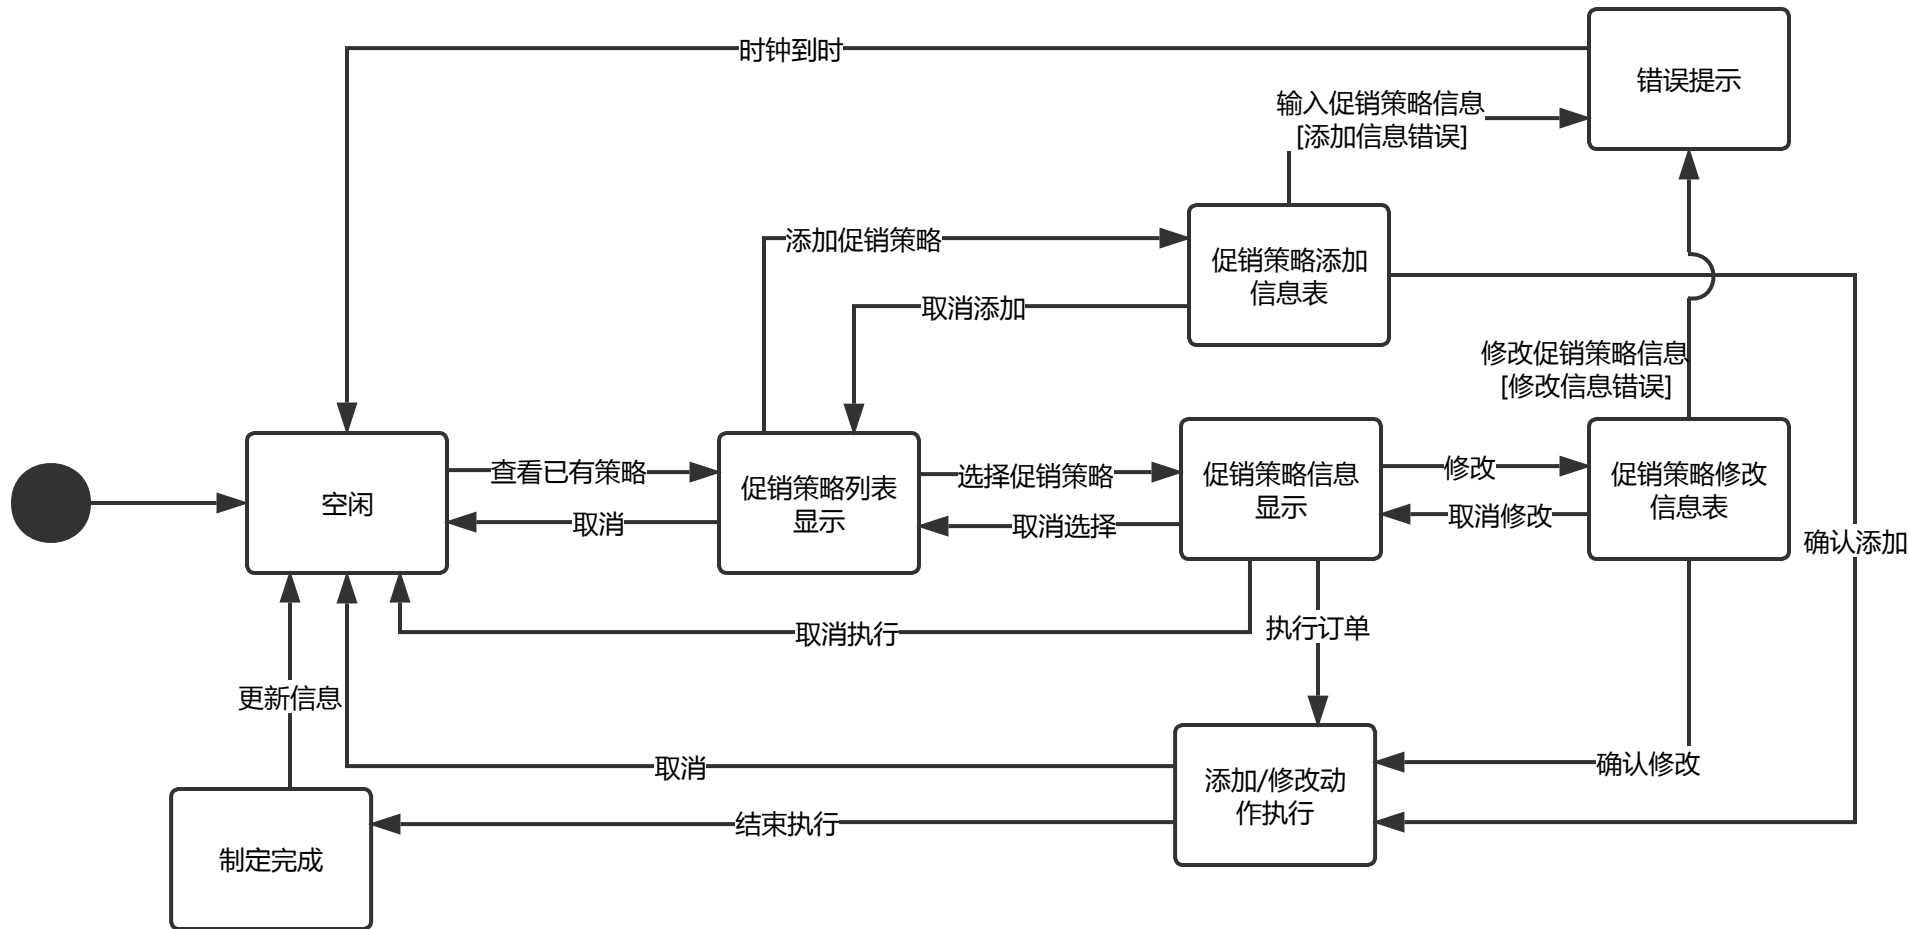 时钟到时
错误提示
输入促销策略信息
[添加信息错误]
添加促销策略
促销策略添加
信息表
取消添加
修改促销策略信息
[修改信息错误]
空闲
查看已有策略
取消
促销策略列表
显示
选择促销策略
取消选择
促销策略信息
显示
修改
取消修改
促销策略修改
信息表
确认添加
取消执行
执行订单
更新信息
取消
结束执行
添加/修改动
作执行
确认修改
制定完成